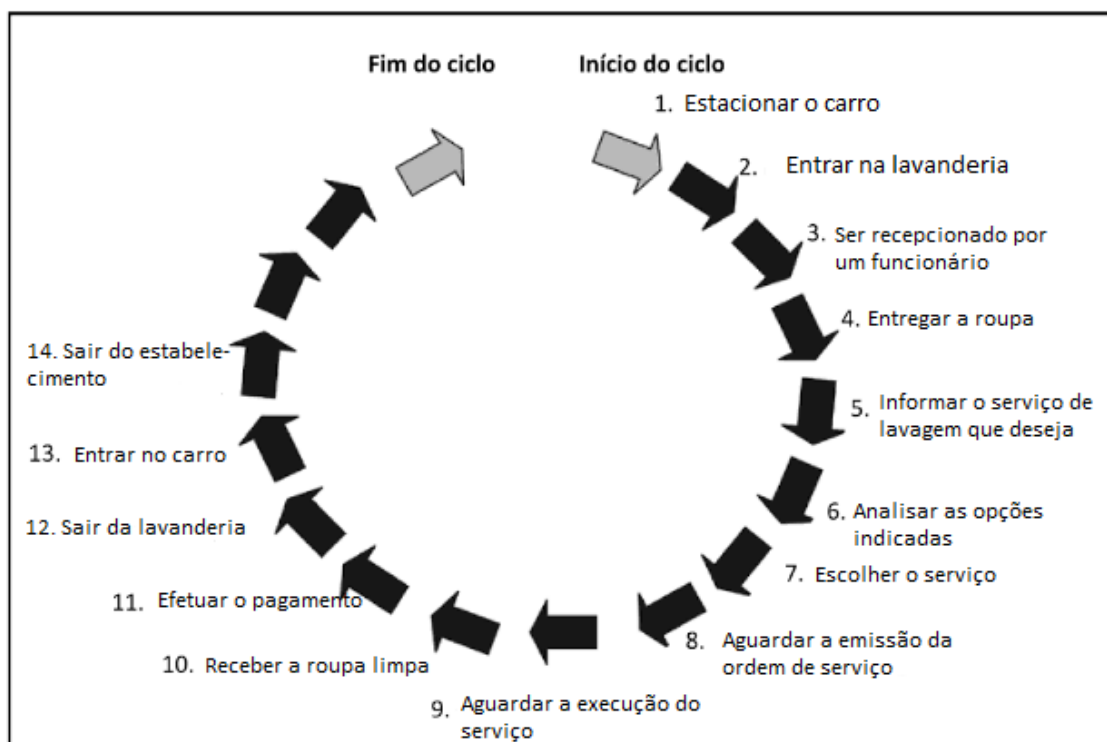 Fim do ciclo
Início do ciclo
1. Estacionar o carro
2. Entrar na lavanderia
3. Ser recepcionado por
um funcionário
4. Entregar a roupa
5. Informar o serviço de
lavagem que deseja
6. Analisar as opções
indicadas
7. Escolher o serviço
8. Aguardar a emissão da
ordem de serviço
9. Aguardar a execução do
serviço
10. Receber a roupa limpa
11. Efetuar o pagamento
12. Sair da lavanderia
13. Entrar no carro
14. Sair do estabele-
cimento